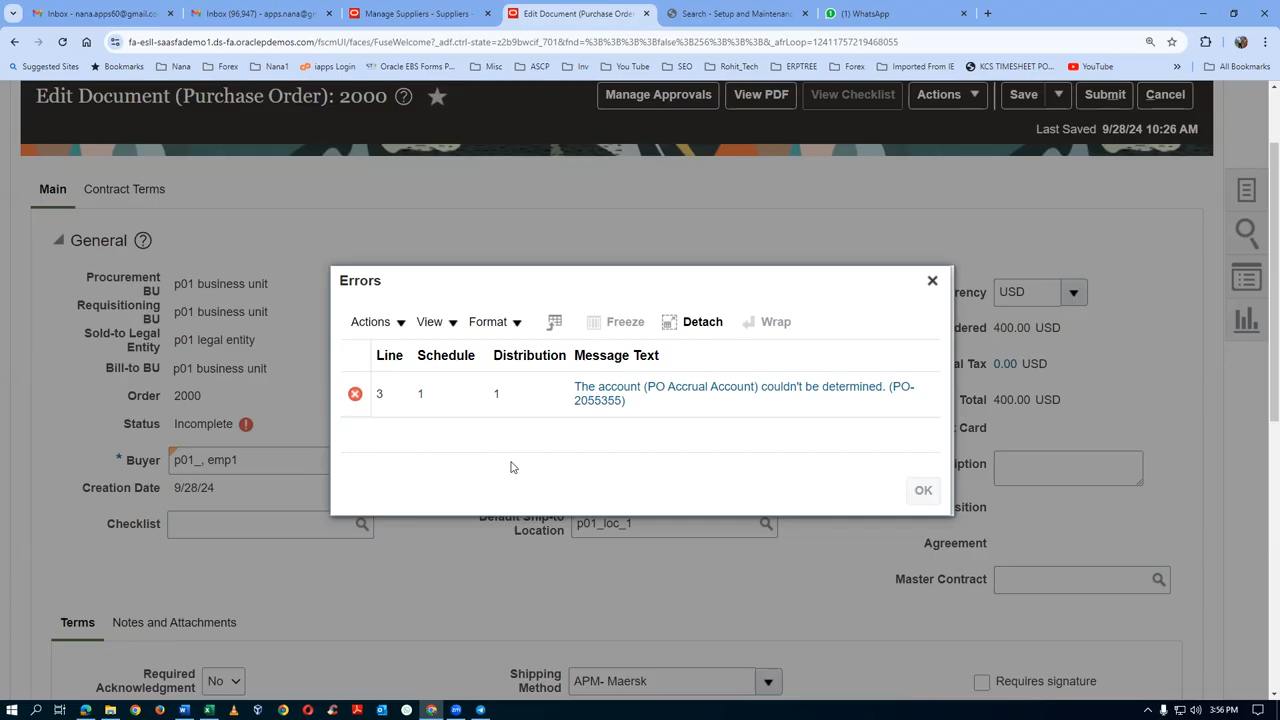 Inbox - nana.apps60@gmail.co
Inbox (96,947) - apps.nana@g
Manage Suppliers - Suppliers -
Edit Document (Purchase Order
Search - Setup and Maintenanc
(1) WhatsApp
fa-esll-saasfademo1.ds-fa.oraclepdemos.com/fscmUI/faces/FuseWelcome?_adf.ctrl-state=z2b9bwcif_701&fnd=%3B%3B%3B%3Bfalse%3B256%3B%3B%3B&_afrLoop=12411757219468055
Suggested Sites
Bookmarks
Nana
Forex
Nana1
iapps Login
Oracle EBS Forms P...
Misc
ASCP
Inv
You Tube
SEO
Rohit_Tech
ERPTREE
Forex
Imported From IE
KCS TIMESHEET PO...
YouTube
»
All Bookmarks
Edit Document (Purchase Order): 2000
Manage Approvals
View PDF
View Checklist
Actions
Save
Submit
Cancel
Last Saved 9/28/24 10:26 AM
Main
Contract Terms
General
Procurement BU
p01 business unit
Requisitioning BU
p01 business unit
Sold-to Legal Entity
p01 legal entity
Bill-to BU
p01 business unit
Order
2000
Status
Incomplete
* Buyer
p01_, emp1
Creation Date
9/28/24
Checklist
Errors
Actions
View
Format
Freeze
Detach
Wrap
Line
Schedule
Distribution
Message Text
3
1
1
The account (PO Accrual Account) couldn't be determined. (PO-
2055355)
OK
Default Ship-to
Location
p01_loc_1
rency
USD
dered
400.00 USD
al Tax
0.00 USD
Total
400.00 USD
Card
iption
sition
Agreement
Master Contract
Terms
Notes and Attachments
Required
Acknowledgment
No
Shipping
Method
APM- Maersk
Requires signature
3:56 PM